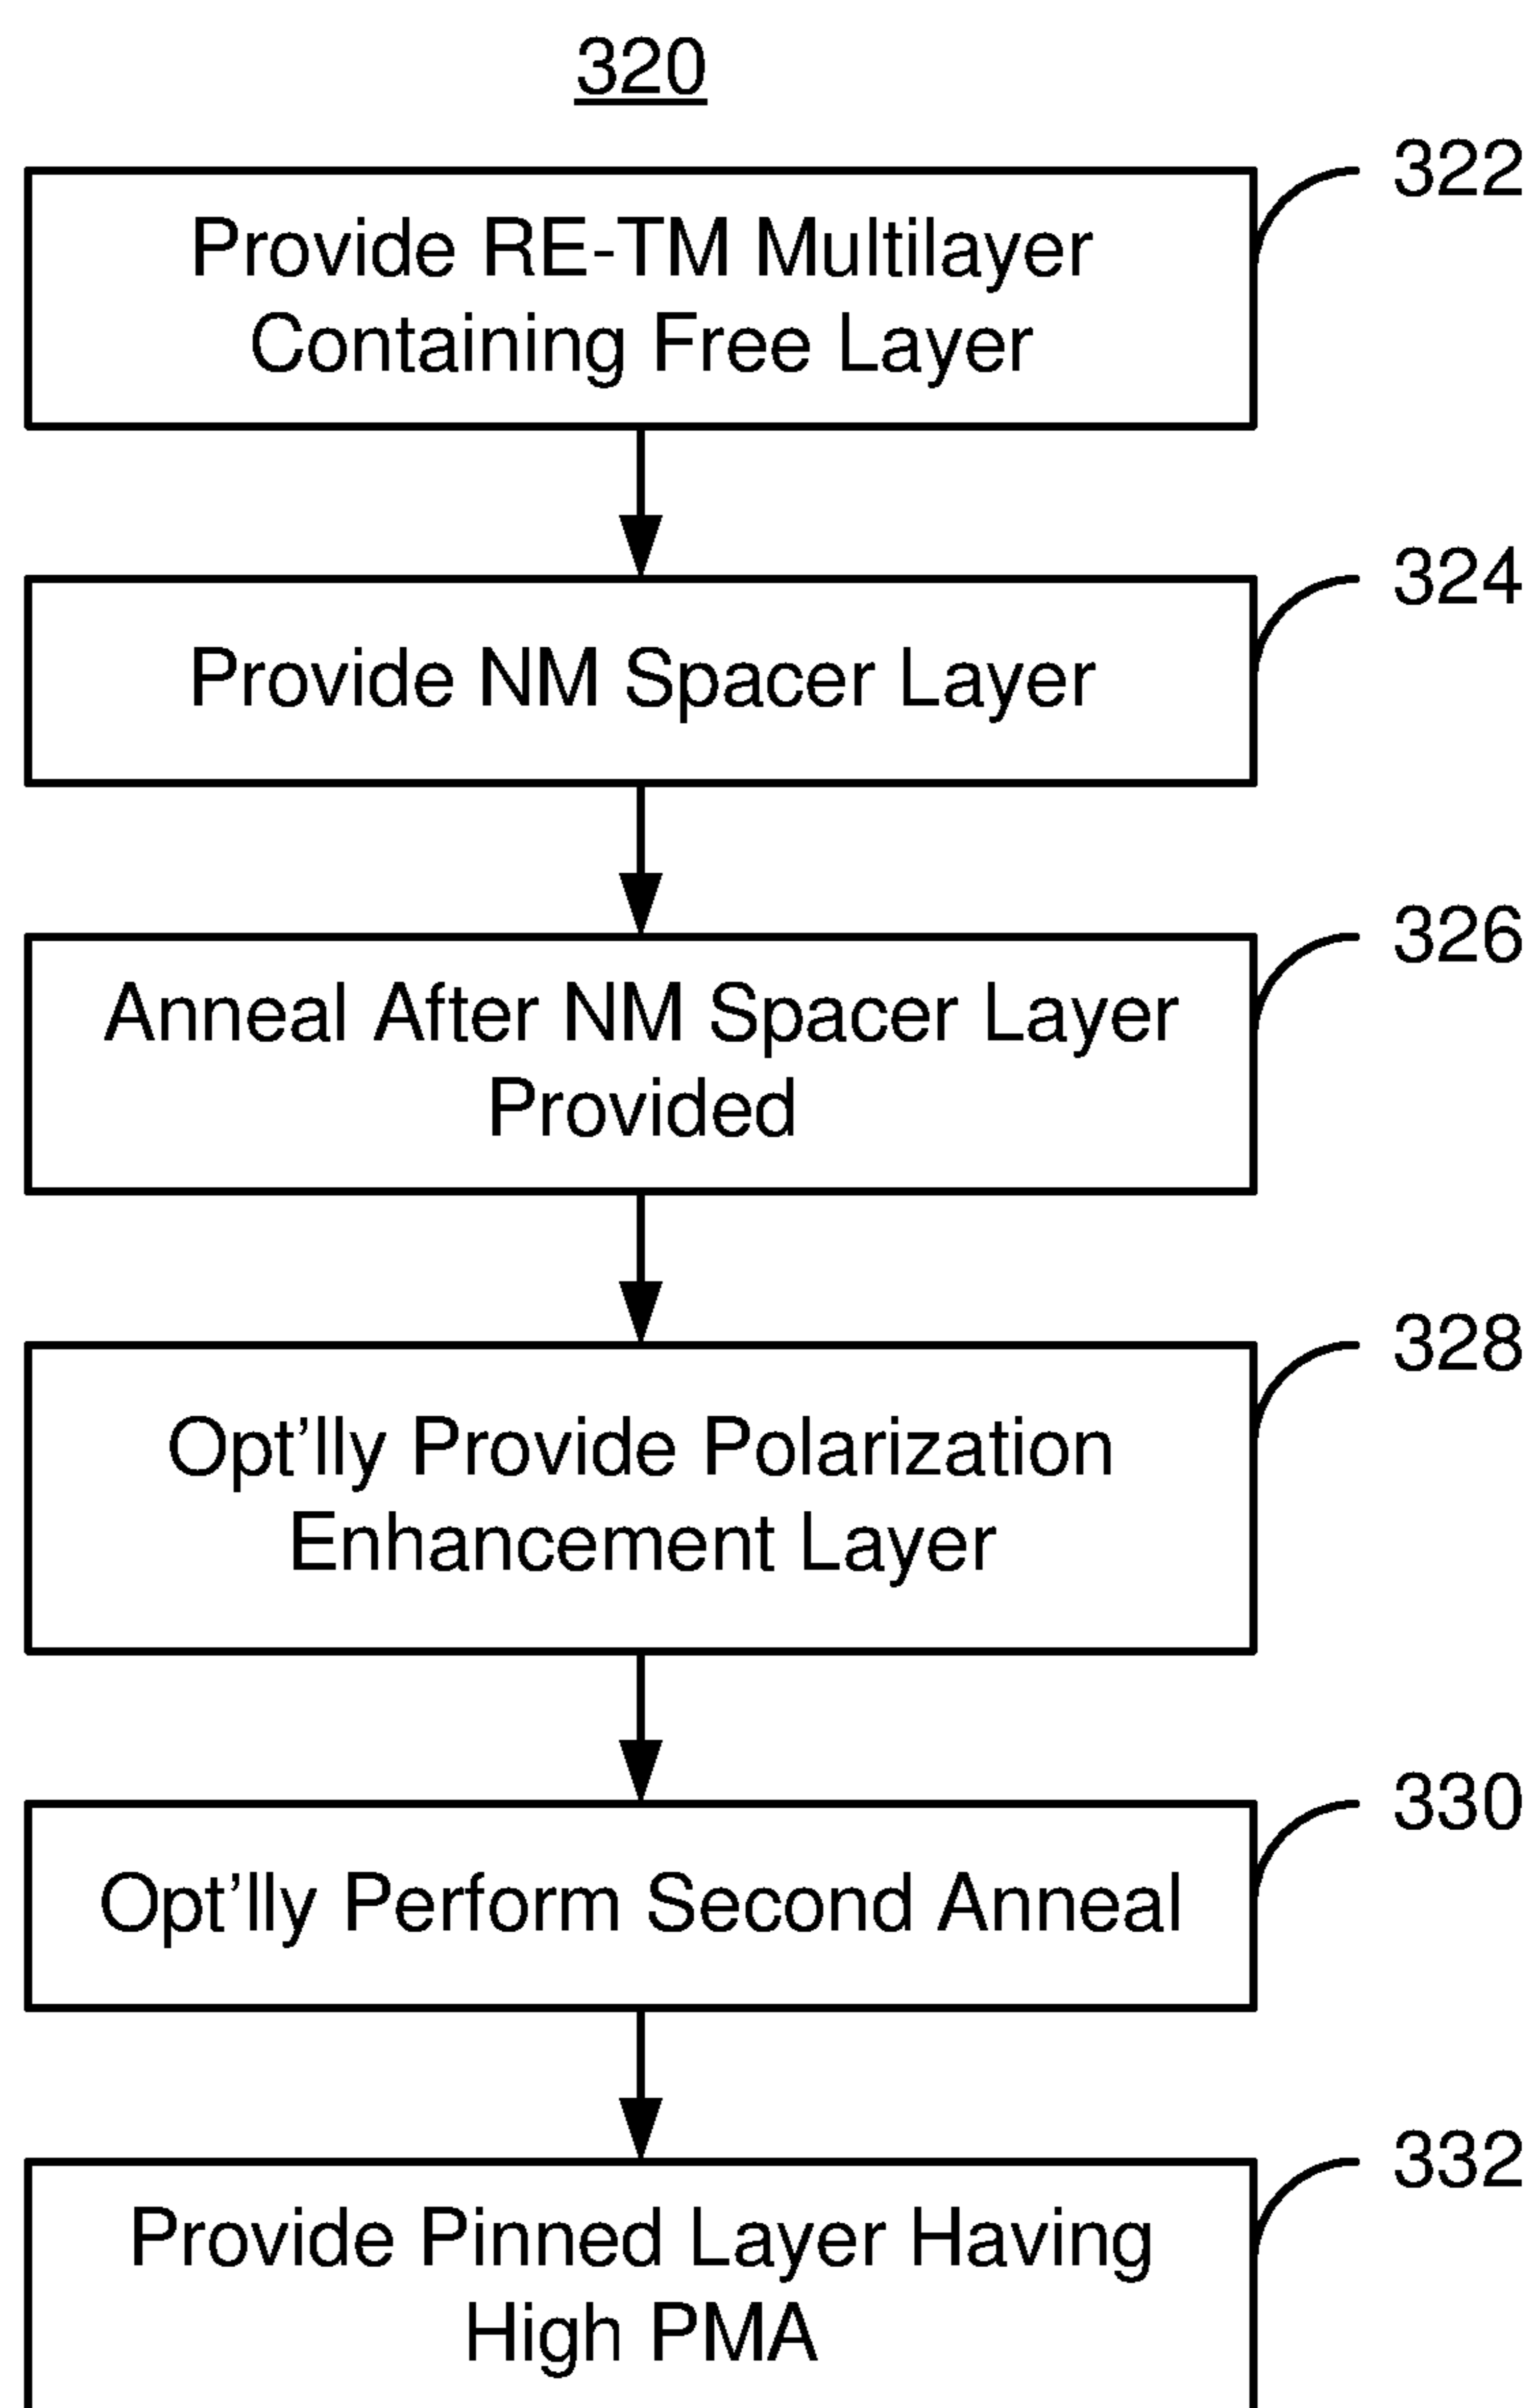 320
322
Provide RE-TM Multilayer
Containing Free Layer
324
Provide NM Spacer Layer
326
Anneal After NM Spacer Layer
Provided
328
Opt’lly Provide Polarization
Enhancement Layer
330
Opt’lly Perform Second Anneal
332
Provide Pinned Layer Having
High PMA